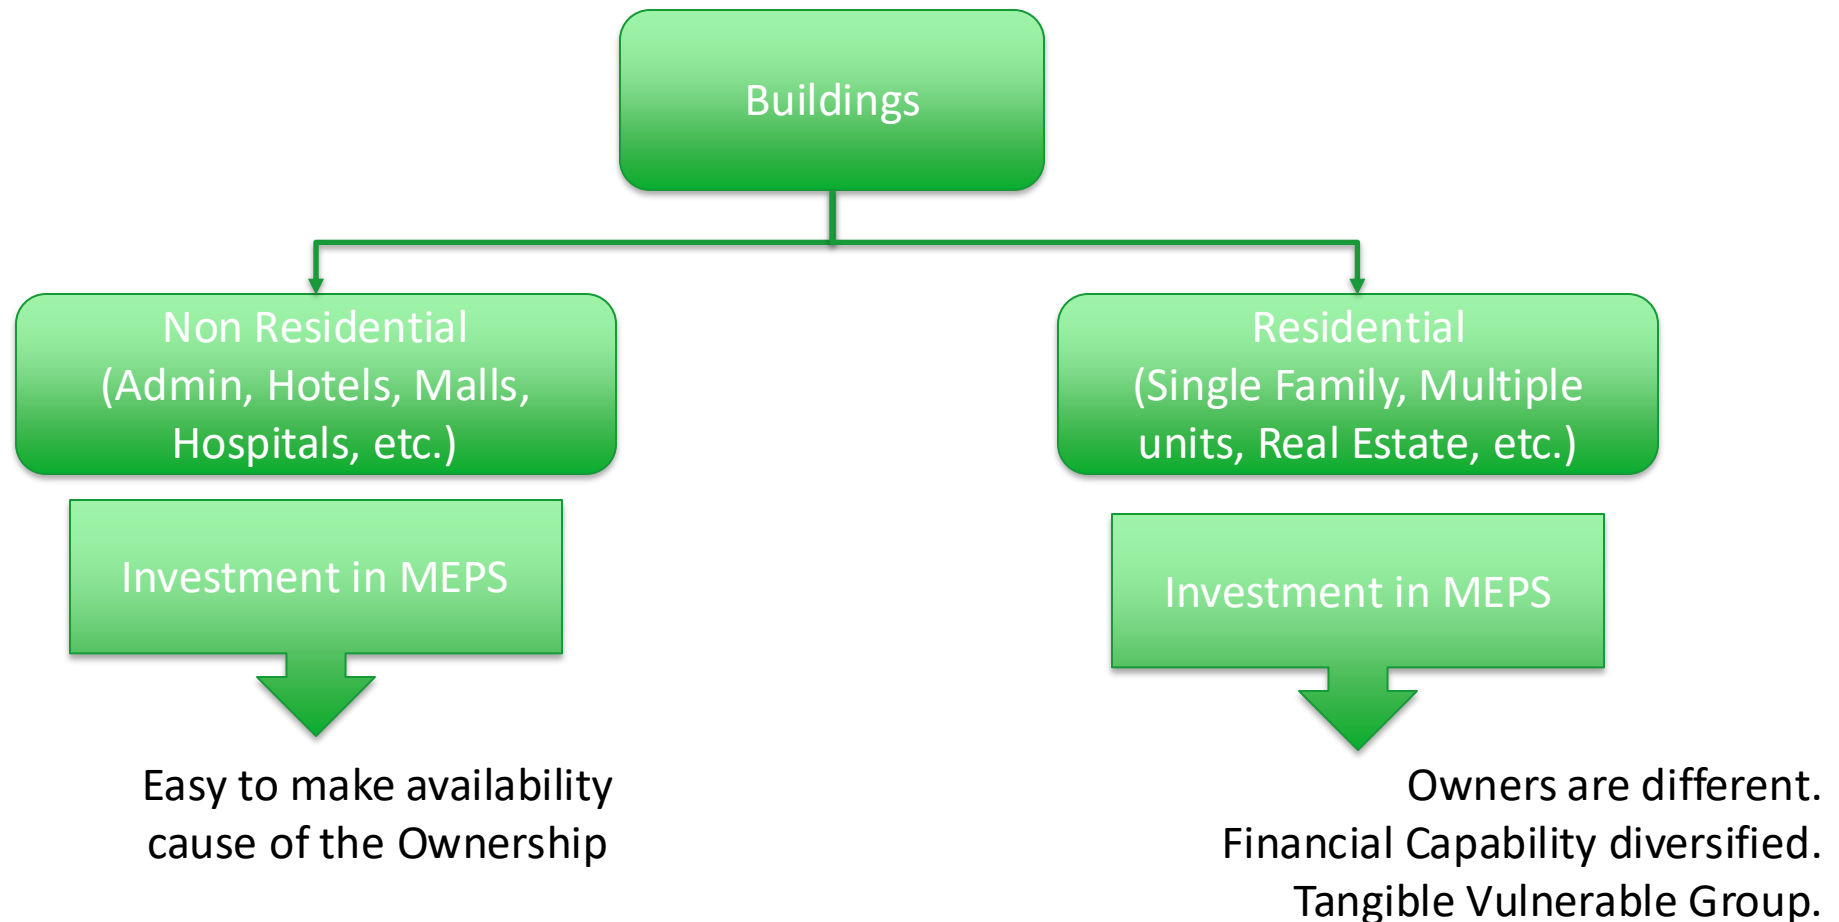 Buildings
Non Residential
(Admin, Hotels, Malls,
Hospitals, etc.)
Investment in MEPS
Easy to make availability
cause of the Ownership
Residential
(Single Family, Multiple
units, Real Estate, etc.)
Investment in MEPS
Owners are different.
Financial Capability diversified.
Tangible Vulnerable Group.